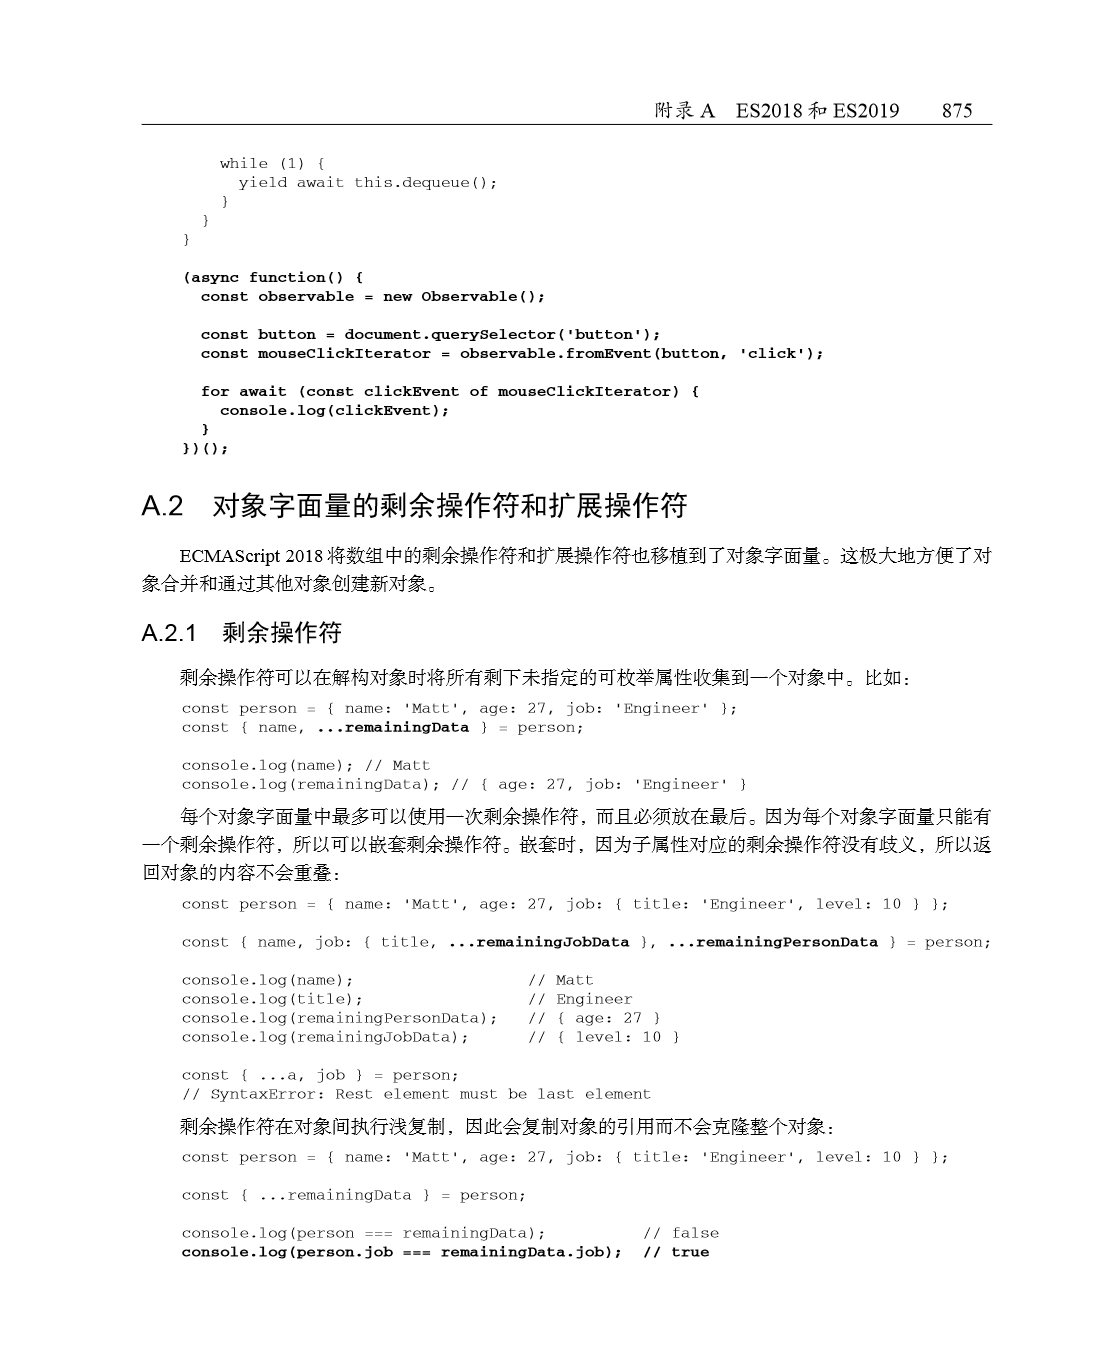 附录 A ES2018 和 ES2019 875
while (1) {
yield await this.dequeue();
}
}
}
(async function() {
const observable = new Observable();
const button = document.querySelector('button');
const mouseClickIterator = observable.fromEvent(button, 'click');
for await (const clickEvent of mouseClickIterator) {
console.log(clickEvent);
}
})();
A.2 对象字面量的剩余操作符和扩展操作符
ECMAScript 2018 将数组中的剩余操作符和扩展操作符也移植到了对象字面量。这极大地方便了对
象合并和通过其他对象创建新对象。
A.2.1 剩余操作符
剩余操作符可以在解构对象时将所有剩下未指定的可枚举属性收集到一个对象中。比如：
const person = { name: 'Matt', age: 27, job: 'Engineer' };
const { name, ...remainingData } = person;
console.log(name); // Matt
console.log(remainingData); // { age: 27, job: 'Engineer' }
每个对象字面量中最多可以使用一次剩余操作符，而且必须放在最后。因为每个对象字面量只能有
一个剩余操作符，所以可以嵌套剩余操作符。嵌套时，因为子属性对应的剩余操作符没有歧义，所以返
回对象的内容不会重叠：
const person = { name: 'Matt', age: 27, job: { title: 'Engineer', level: 10 } };
const { name, job: { title, ...remainingJobData }, ...remainingPersonData } = person;
console.log(name); // Matt
console.log(title); // Engineer
console.log(remainingPersonData); // { age: 27 }
console.log(remainingJobData); // { level: 10 }
const { ...a, job } = person;
// SyntaxError: Rest element must be last element
剩余操作符在对象间执行浅复制，因此会复制对象的引用而不会克隆整个对象：
const person = { name: 'Matt', age: 27, job: { title: 'Engineer', level: 10 } };
const { ...remainingData } = person;
console.log(person === remainingData); // false
console.log(person.job === remainingData.job); // true